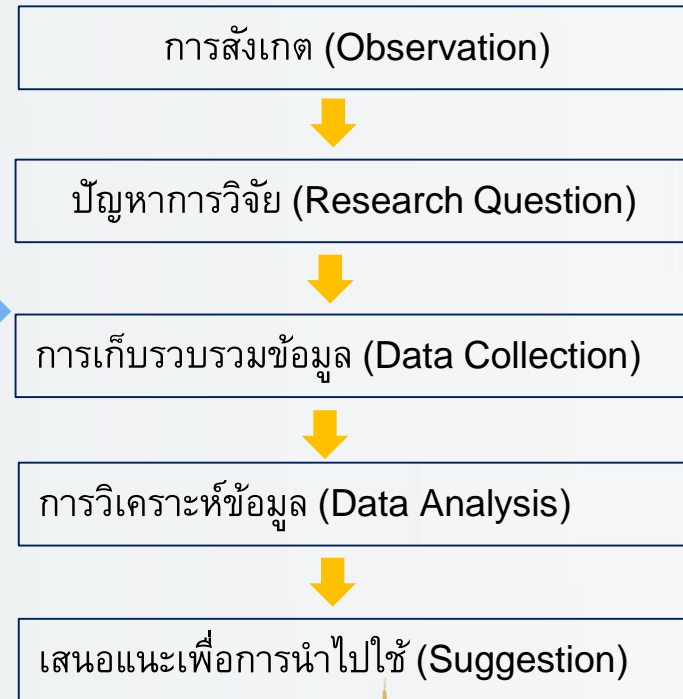 การสังเกต (Observation)
ปัญหาการวิจัย (Research Question)
การเก็บรวบรวมข้อมูล (Data Collection)
การวิเคราะห์ข้อมูล (Data Analysis)
เสนอแนะเพื่อการนำไปใช้ (Suggestion)